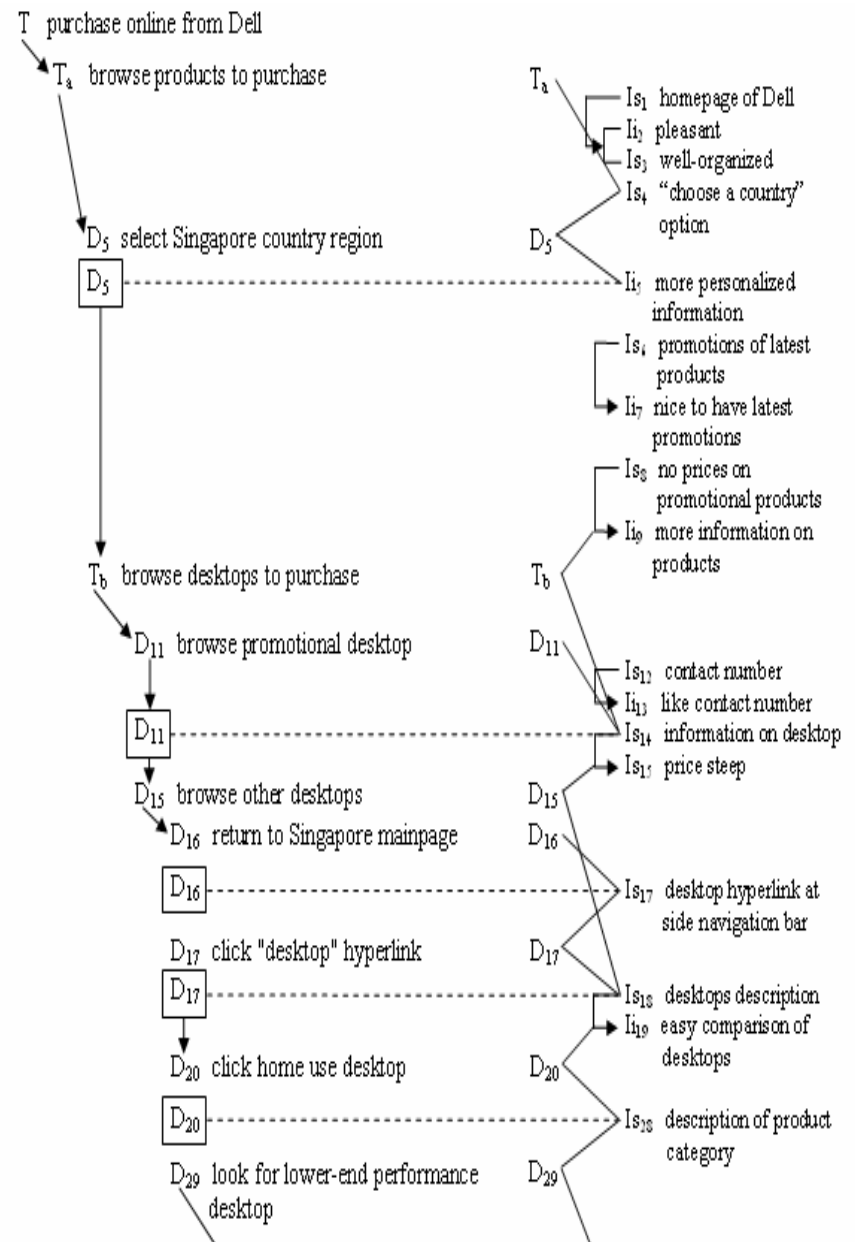 T purchase online from Dell
Ta browse products to purchase
D5 select Singapore country region
D5
Tb browse desktops to purchase
D11 browse promotional desktop
D11
D15 browse other desktops
D16 return to Singapore mainpage
D16
D17 click "desktop" hyperlink
D17
D20 click home use desktop
D20
D29 look for lower-end performance
desktop
Ta
D5
Tb
D11
D15
D16
D17
D20
D29
Is1 homepage of Dell
Ii2 pleasant
Is3 well-organized
Is4 “choose a country”
option
Ii5 more personalized
information
Is6 promotions of latest
products
Ii7 nice to have latest
promotions
Is8 no prices on
promotional products
Ii9 more information on
products
Is12 contact number
Ii13 like contact number
Is14 information on desktop
Is15 price steep
Is17 desktop hyperlink at
side navigation bar
Is18 desktops description
Ii19 easy comparison of
desktops
Is28 description of product
category